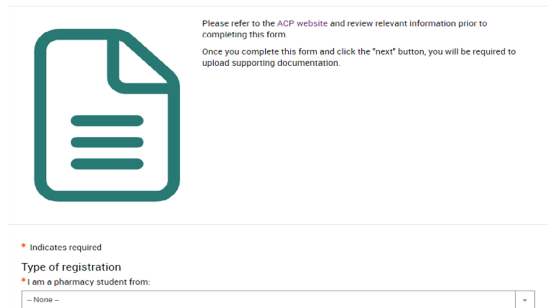 Please refer to the ACP website and review relevant information prior to
completing this form
Once you complete this form and click the "next" button, you will be required to
upload supporting documentation.
* Indicates required
Type of registration
* I am a pharmacy student from:
-- None --